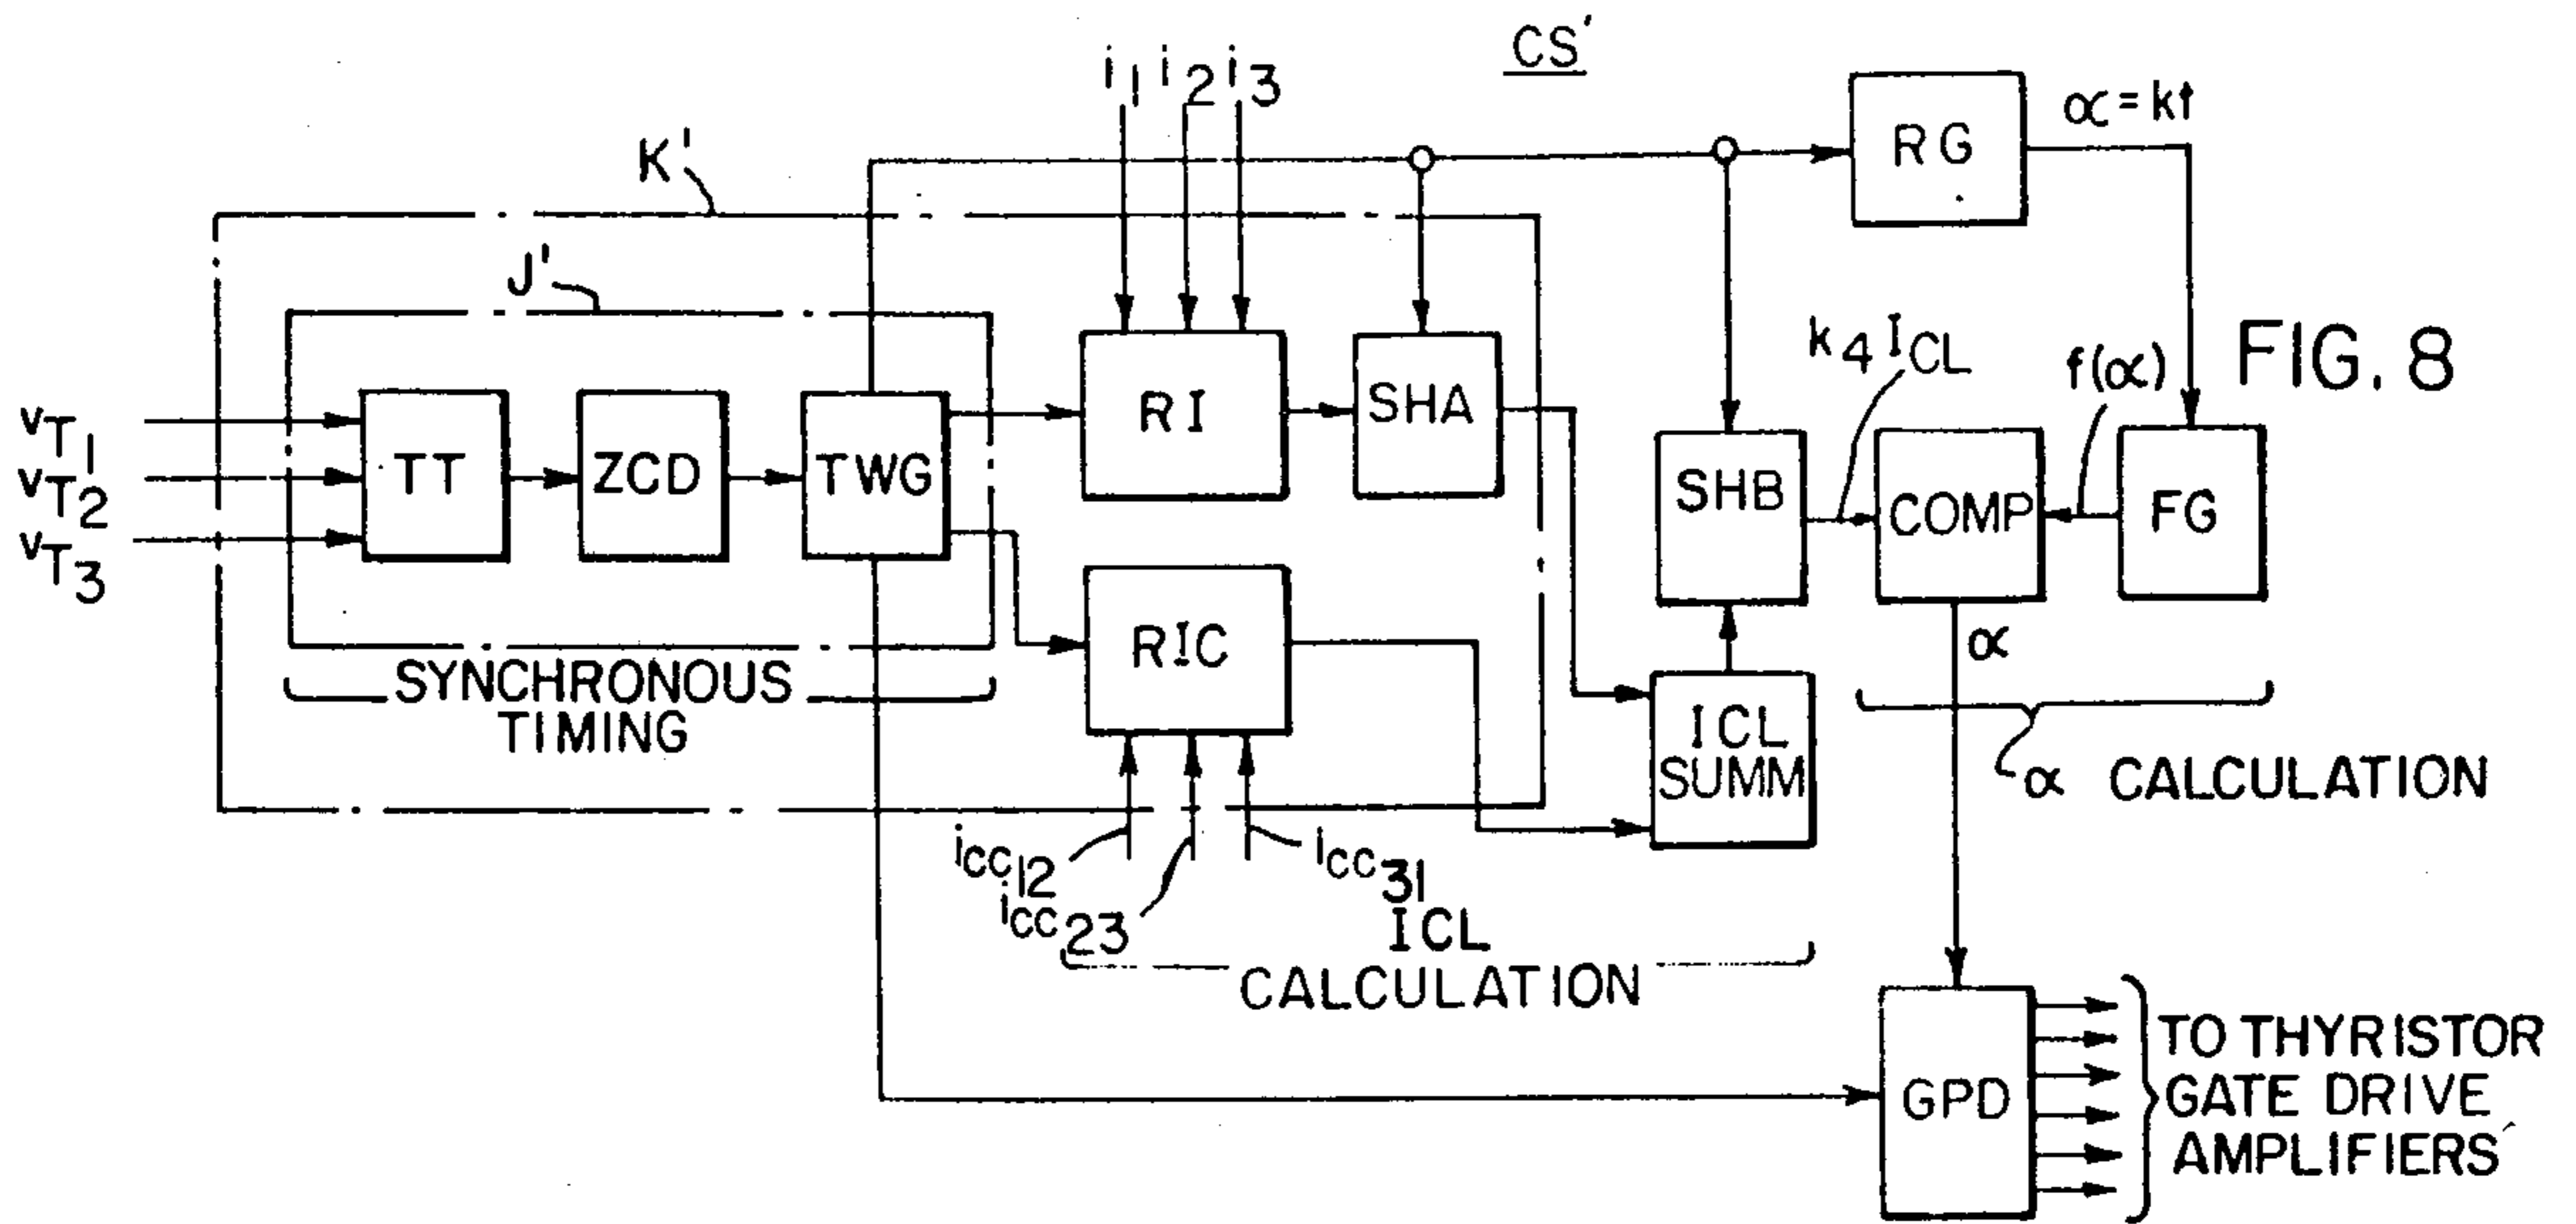 CS'
i1 i2 i3
K'
RG
α = kt
J'
FIG. 8
k4 ICL
f(α)
vT1
vT2
vT3
TT
ZCD
TWG
RI
SHA
SHB
COMP
FG
RIC
α
SYNCHRONOUS
TIMING
ICL
SUMM
α CALCULATION
icc12
icc23
icc31
ICL
CALCULATION
GPD
TO THYRISTOR
GATE DRIVE
AMPLIFIERS